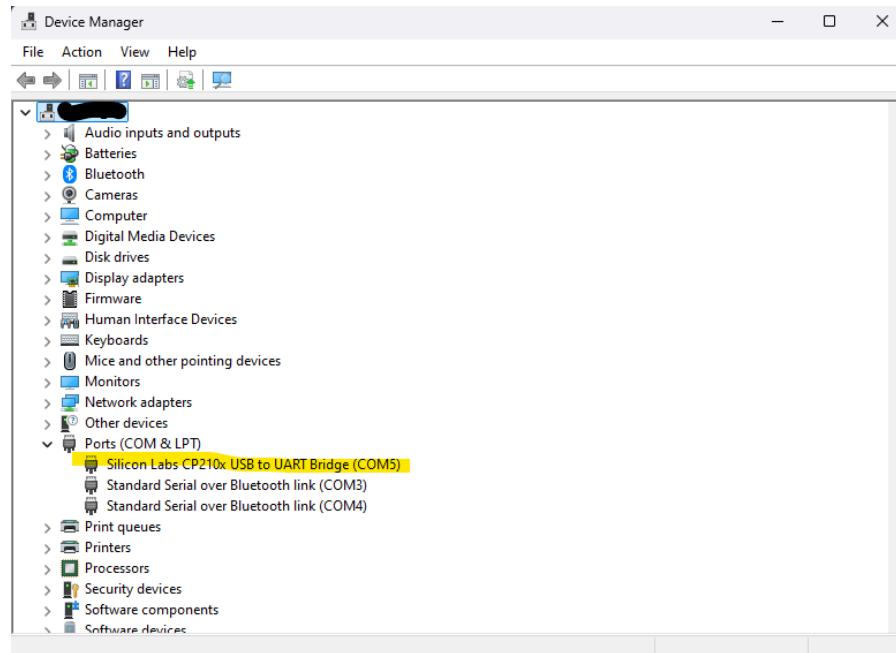 Device Manager
File Action View Help
Audio inputs and outputs
Batteries
Bluetooth
Cameras
Computer
Digital Media Devices
Disk drives
Display adapters
Firmware
Human Interface Devices
Keyboards
Mice and other pointing devices
Monitors
Network adapters
Other devices
Ports (COM & LPT)
Silicon Labs CP210x USB to UART Bridge (COM5)
Standard Serial over Bluetooth link (COM3)
Standard Serial over Bluetooth link (COM4)
Print queues
Printers
Processors
Security devices
Software components
Software devices